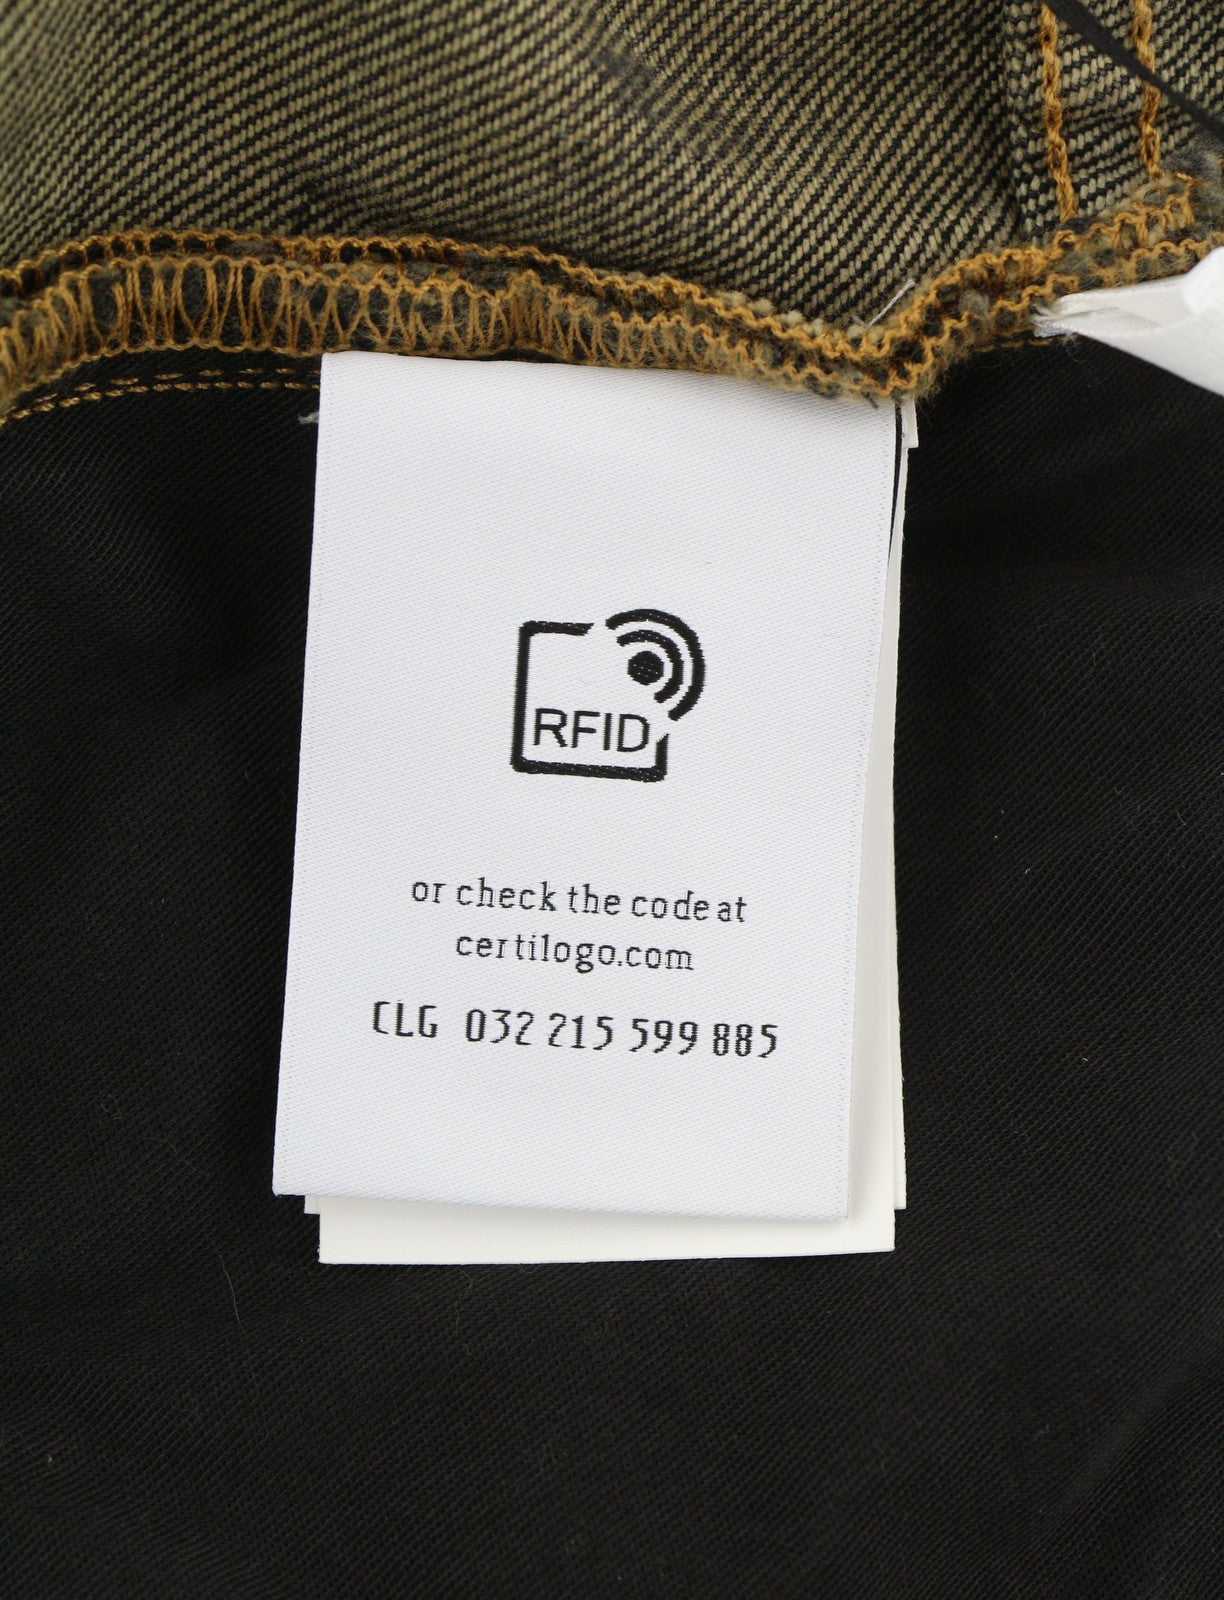 RFID
or check the code at
certilogo.com
CLG 032 215 599 885